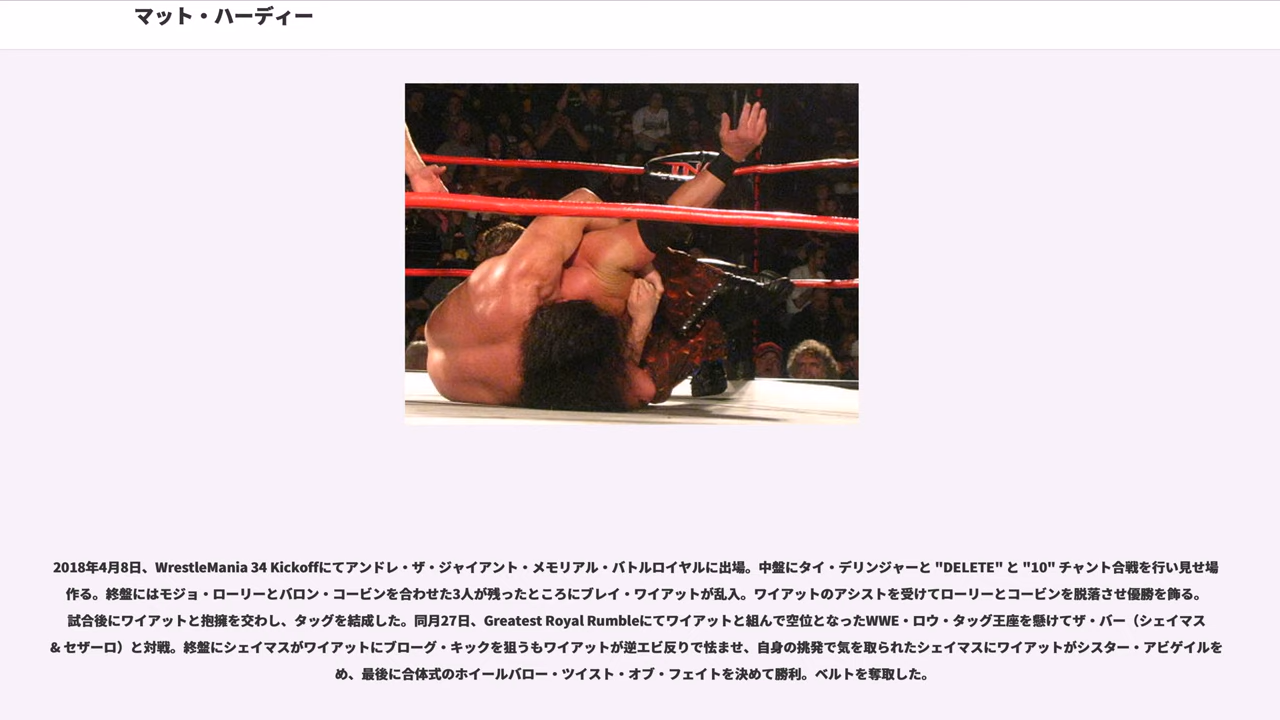 マット・ハーディー
2018年4月8日、WrestleMania 34 Kickoffにてアンドレ・ザ・ジャイアント・メモリアル・バトルロイヤルに出場。中盤にタイ・デリンジャーと "DELETE" と "10" チャント合戦を行い見せ場
作る。終盤にはモジョ・ローリーとバロン・コービンを合わせた3人が残ったところにブレイ・ワイアットが乱入。ワイアットのアシストを受けてローリーとコービンを脱落させ優勝を飾る。
試合後にワイアットと抱擁を交わし、タッグを結成した。同月27日、Greatest Royal Rumbleにてワイアットと組んで空位となったWWE・ロウ・タッグ王座を懸けてザ・バー（シェイマス
& セザーロ）と対戦。終盤にシェイマスがワイアットにブローグ・キックを狙うもワイアットが逆エビ反りで怯ませ、自身の挑発で気を取られたシェイマスにワイアットがシスター・アビゲイルを
め、最後に合体式のホイールバロー・ツイスト・オブ・フェイトを決めて勝利。ベルトを奪取した。